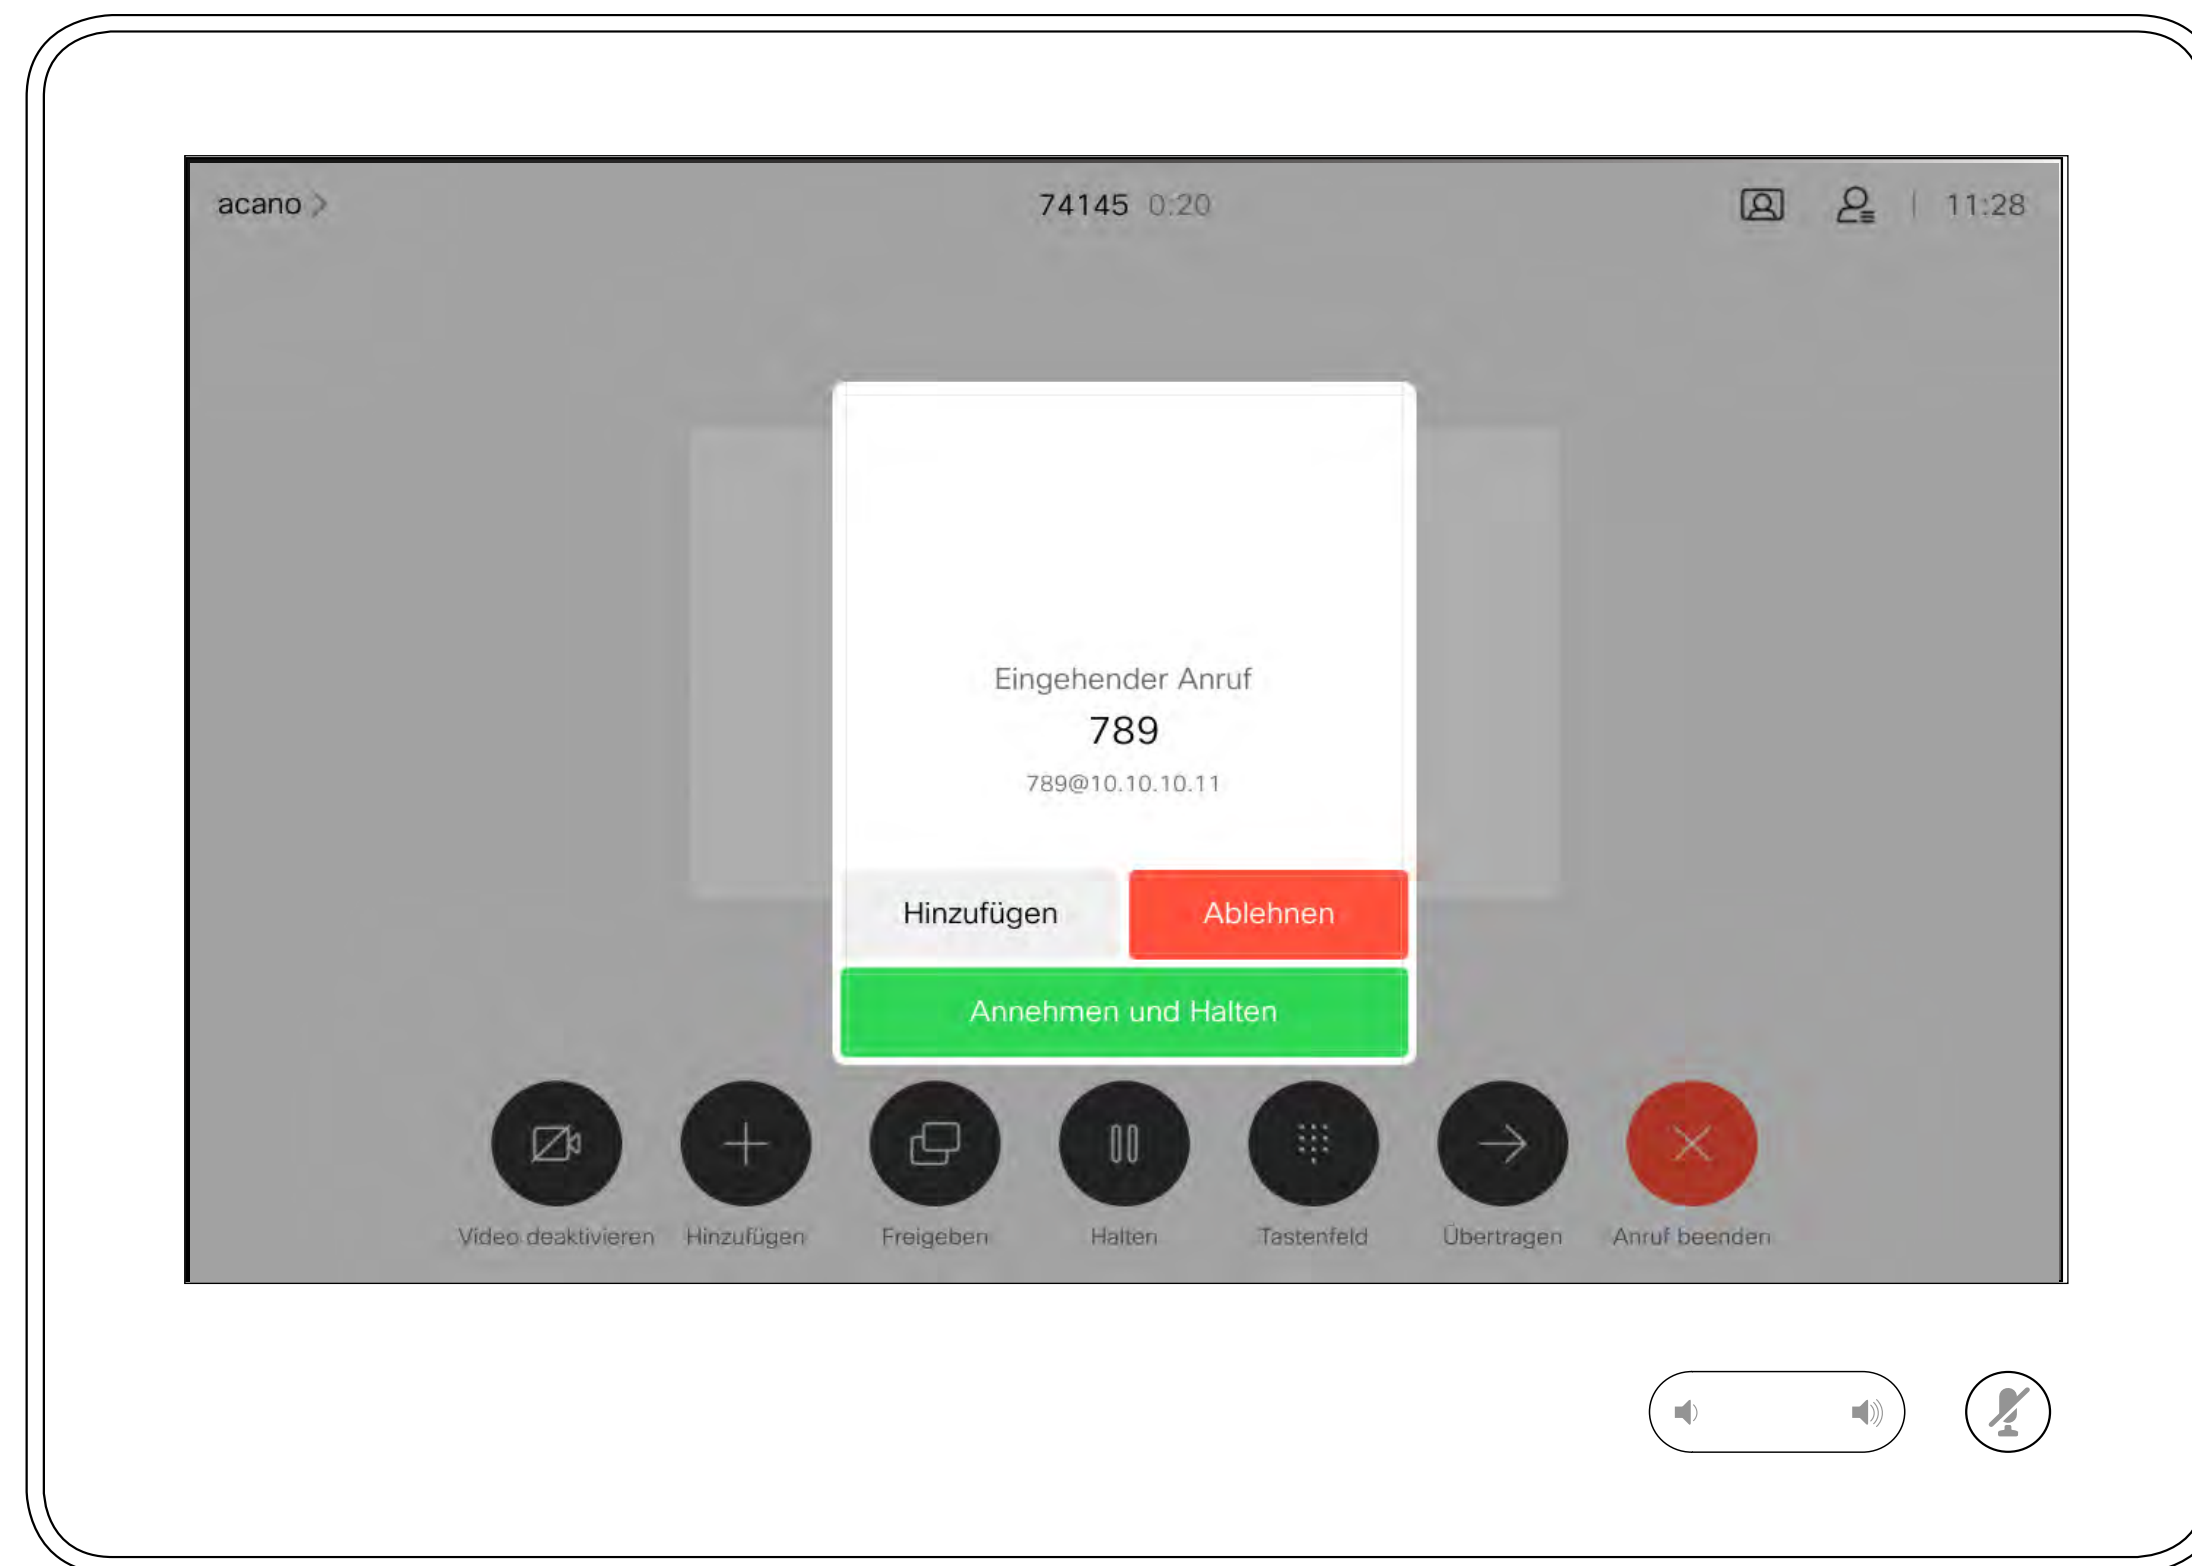 acano
74145 0:20
11:28
Eingehender Anruf
789
789@10.10.10.11
Hinzufügen Ablehnen
Annehmen und Halten
Video deaktivieren Hinzufügen Freigeben Halten Tastenfeld Übertragen Anruf beenden